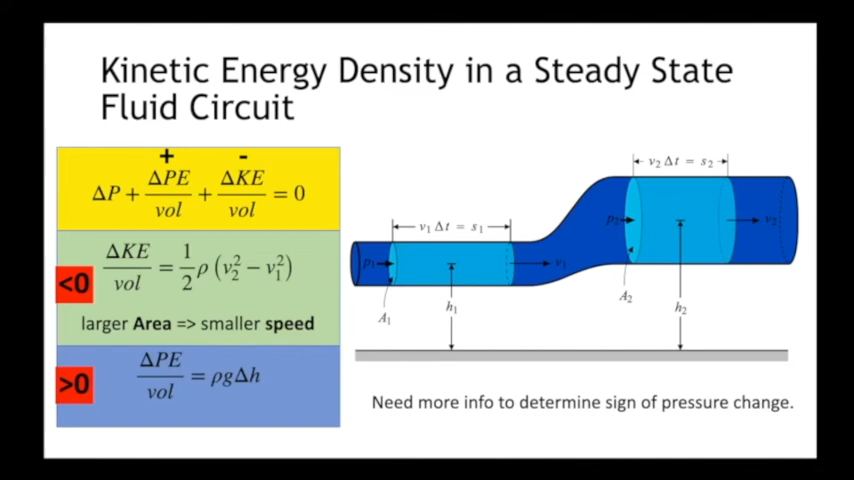 Kinetic Energy Density in a Steady State
Fluid Circuit
+ -
ΔP + ΔPE/vol + ΔKE/vol = 0
ΔKE/vol = 1/2 ρ (v₂² − v₁²)
<0
larger Area => smaller speed
ΔPE/vol = ρgΔh
>0
v₂ Δt = s₂
p₂
v₂
v₁ Δt = s₁
p₁
v₁
A₂
h₂
h₁
A₁
Need more info to determine sign of pressure change.